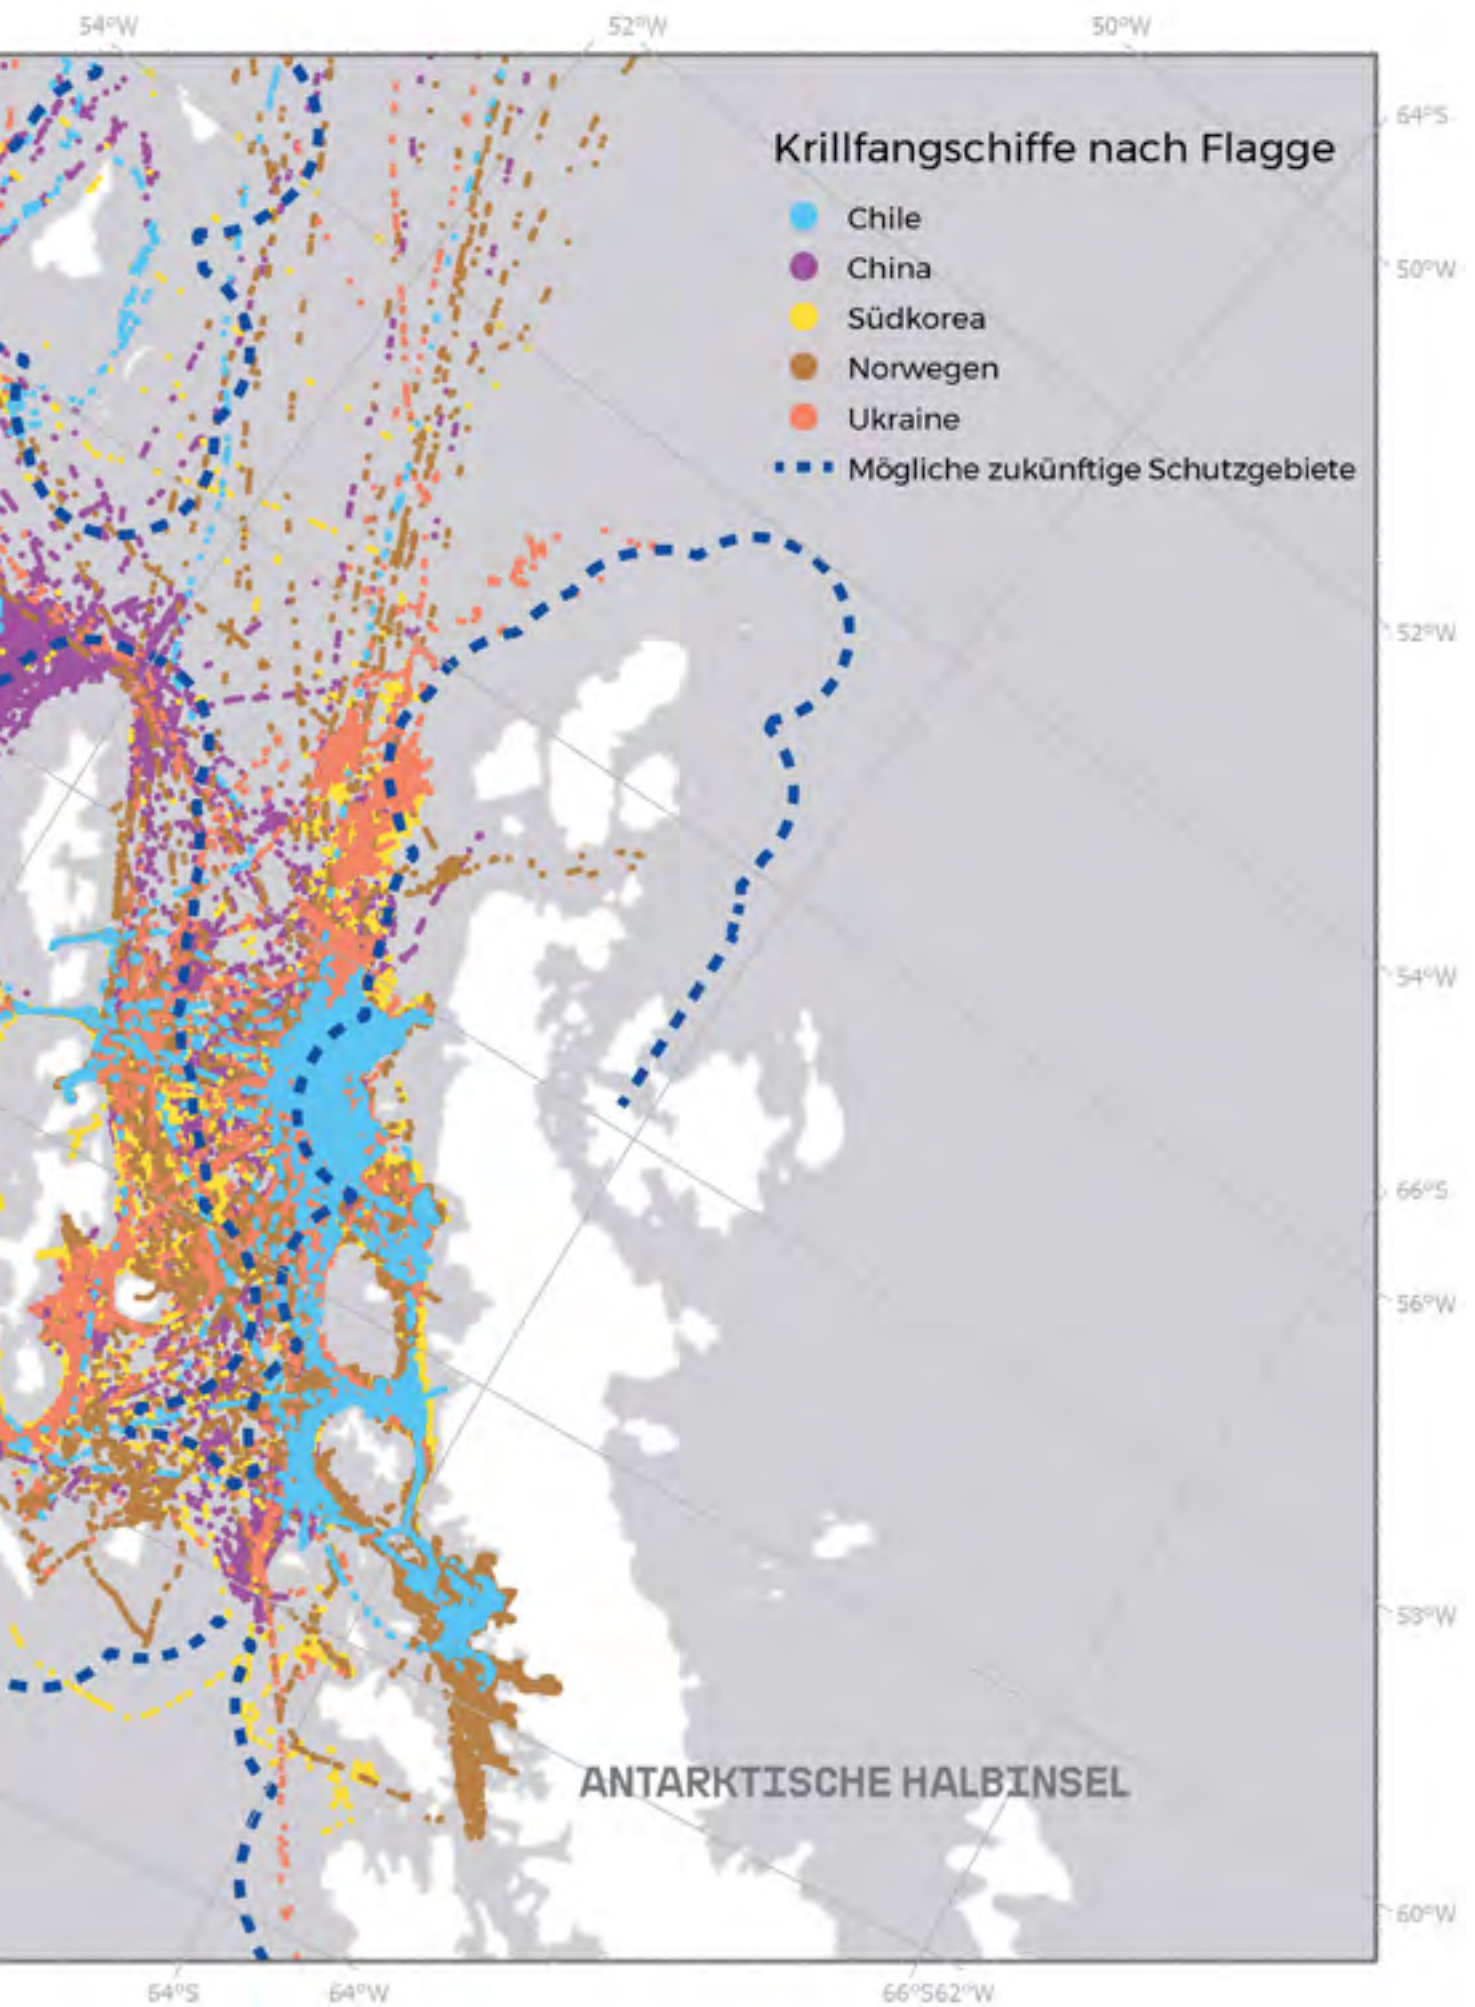 54°W 52°W 50°W
64°S
Krillfangschiffe nach Flagge
Chile
China
50°W
Südkorea
Norwegen
Ukraine
Mögliche zukünftige Schutzgebiete
52°W
54°W
66°S
56°W
58°W
ANTARKTISCHE HALBINSEL
60°W
64°S 64°W 66°S62°W